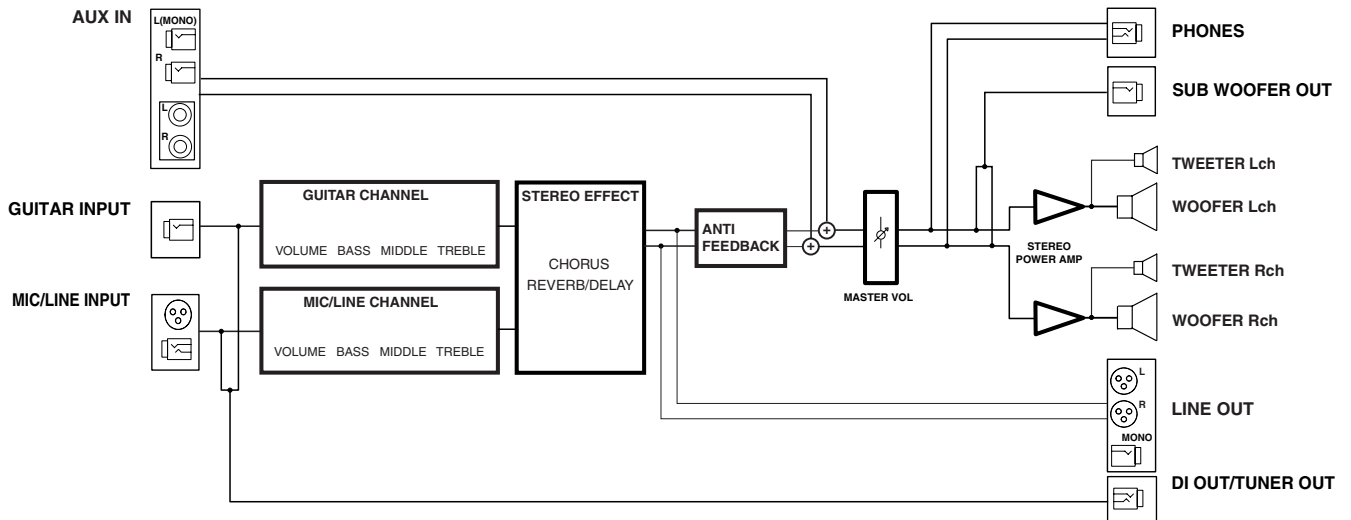 AUX IN
L(MONO)
R
L
R
GUITAR INPUT
MIC/LINE INPUT
GUITAR CHANNEL
VOLUME BASS MIDDLE TREBLE
MIC/LINE CHANNEL
VOLUME BASS MIDDLE TREBLE
STEREO EFFECT
CHORUS
REVERB/DELAY
ANTI
FEEDBACK
MASTER VOL
STEREO
POWER AMP
PHONES
SUB WOOFER OUT
TWEETER Lch
WOOFER Lch
TWEETER Rch
WOOFER Rch
L
R
MONO
LINE OUT
DI OUT/TUNER OUT